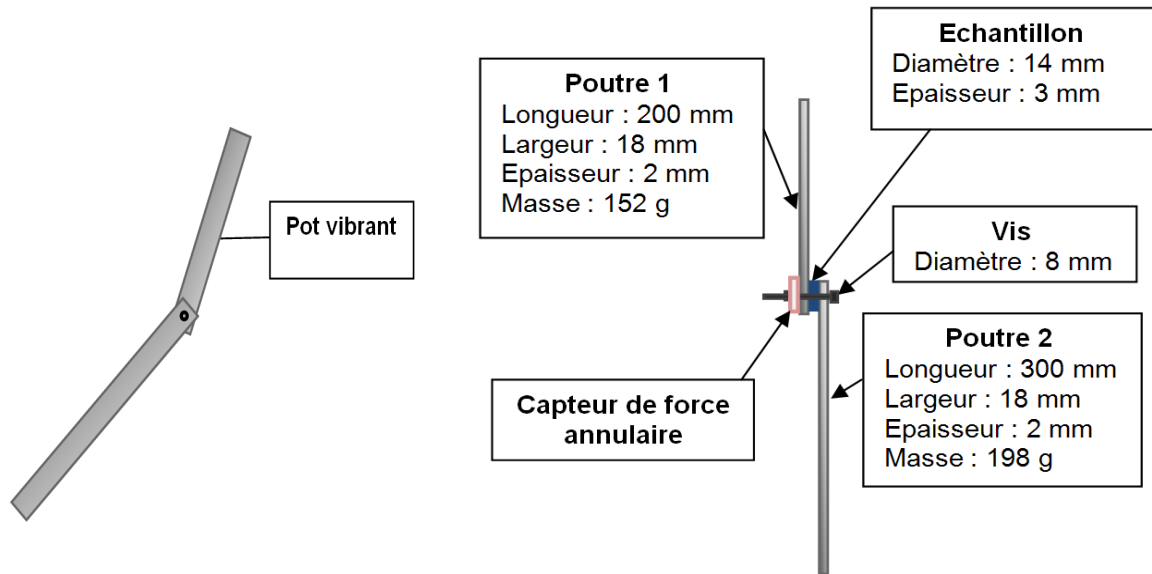 Pot vibrant
Poutre 1
Longueur : 200 mm
Largeur : 18 mm
Epaisseur : 2 mm
Masse : 152 g
Echantillon
Diamètre : 14 mm
Epaisseur : 3 mm
Vis
Diamètre : 8 mm
Capteur de force
annulaire
Poutre 2
Longueur : 300 mm
Largeur : 18 mm
Epaisseur : 2 mm
Masse : 198 g